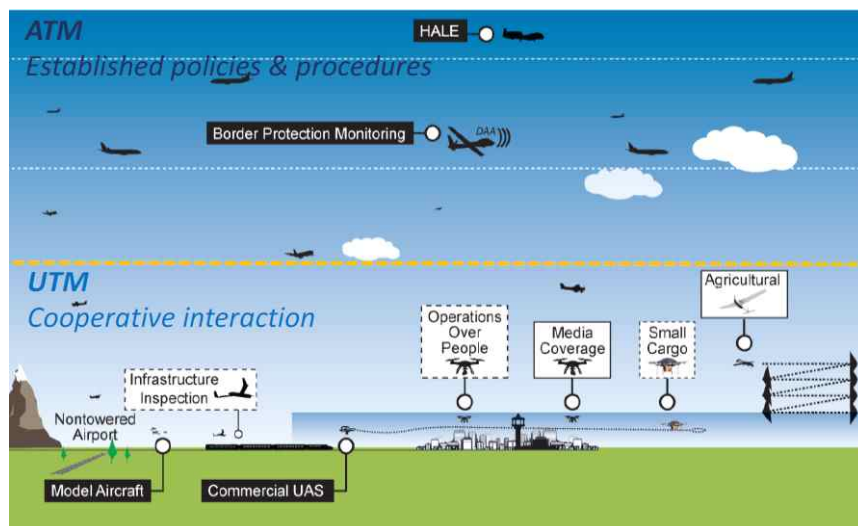 ATM
HALE
Established policies & procedures
Border Protection Monitoring
DAA
UTM
Cooperative interaction
Agricultural
Operations
Over
People
Media
Coverage
Small
Cargo
Infrastructure
Inspection
Nontowered
Airport
Model Aircraft
Commercial UAS